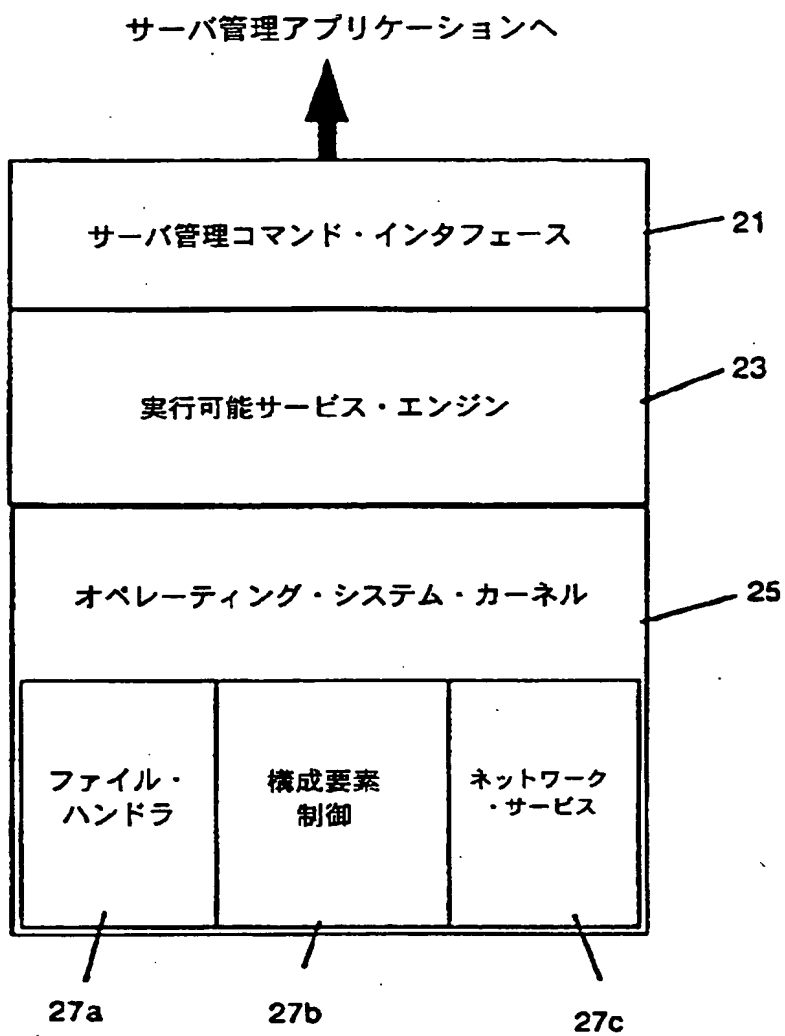 サーバ管理アプリケーションへ
サーバ管理コマンド・インタフェース
21
実行可能サービス・エンジン
23
オペレーティング・システム・カーネル
25
ファイル・
ハンドラ
構成要素
制御
ネットワーク
・サービス
27a
27b
27c